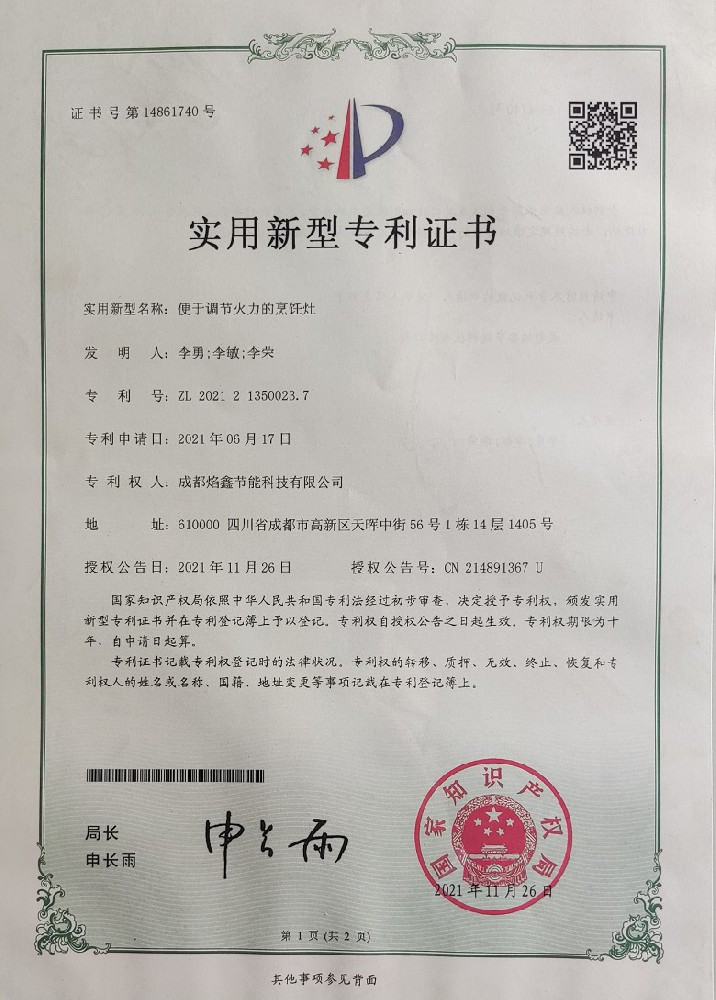 证书号第14861740号
实用新型专利证书
实用新型名称：便于调节火力的烹饪灶
发明人：李勇;李敏;李荣
专利号：ZL 2021 2 1350023.7
专利申请日：2021年06月17日
专利权人：成都焰鑫节能科技有限公司
地址：610000 四川省成都市高新区天晖中街56号1栋14层1405号
授权公告日：2021年11月26日 授权公告号：CN 214891367 U
国家知识产权局依照中华人民共和国专利法经过初步审查，决定授予专利权，颁发实用
新型专利证书并在专利登记簿上予以登记。专利权自授权公告之日起生效。专利权期限为十
年，自申请日起算。
专利证书记载专利权登记时的法律状况。专利权的转移、质押、无效、终止、恢复和专
利权人的姓名或名称、国籍、地址变更等事项记载在专利登记簿上。
局长
申长雨
申长雨
国家知识产权局
2021年11月26日
第1页(共2页)
其他事项参见背面